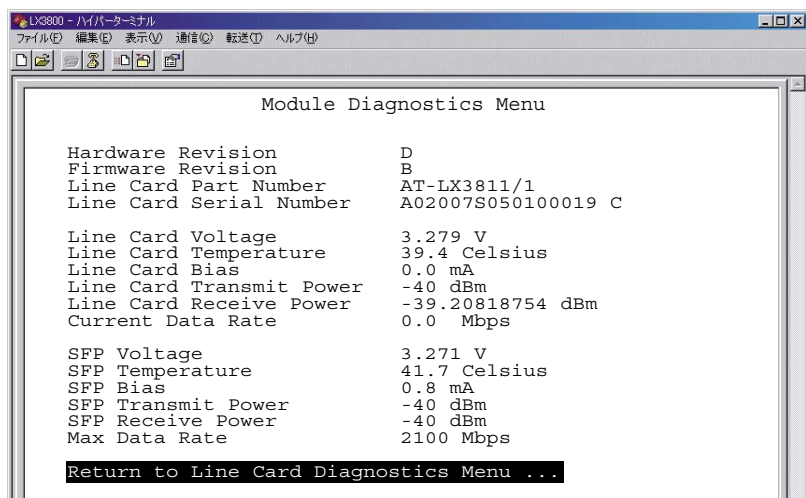 LX3800 - ハイパーターミナル
ファイル(F) 編集(E) 表示(V) 通信(C) 転送(T) ヘルプ(H)
Module Diagnostics Menu
Hardware Revision D
Firmware Revision B
Line Card Part Number AT-LX3811/1
Line Card Serial Number A02007S050100019 C
Line Card Voltage 3.279 V
Line Card Temperature 39.4 Celsius
Line Card Bias 0.0 mA
Line Card Transmit Power -40 dBm
Line Card Receive Power -39.20818754 dBm
Current Data Rate 0.0 Mbps
SFP Voltage 3.271 V
SFP Temperature 41.7 Celsius
SFP Bias 0.8 mA
SFP Transmit Power -40 dBm
SFP Receive Power -40 dBm
Max Data Rate 2100 Mbps
Return to Line Card Diagnostics Menu ...